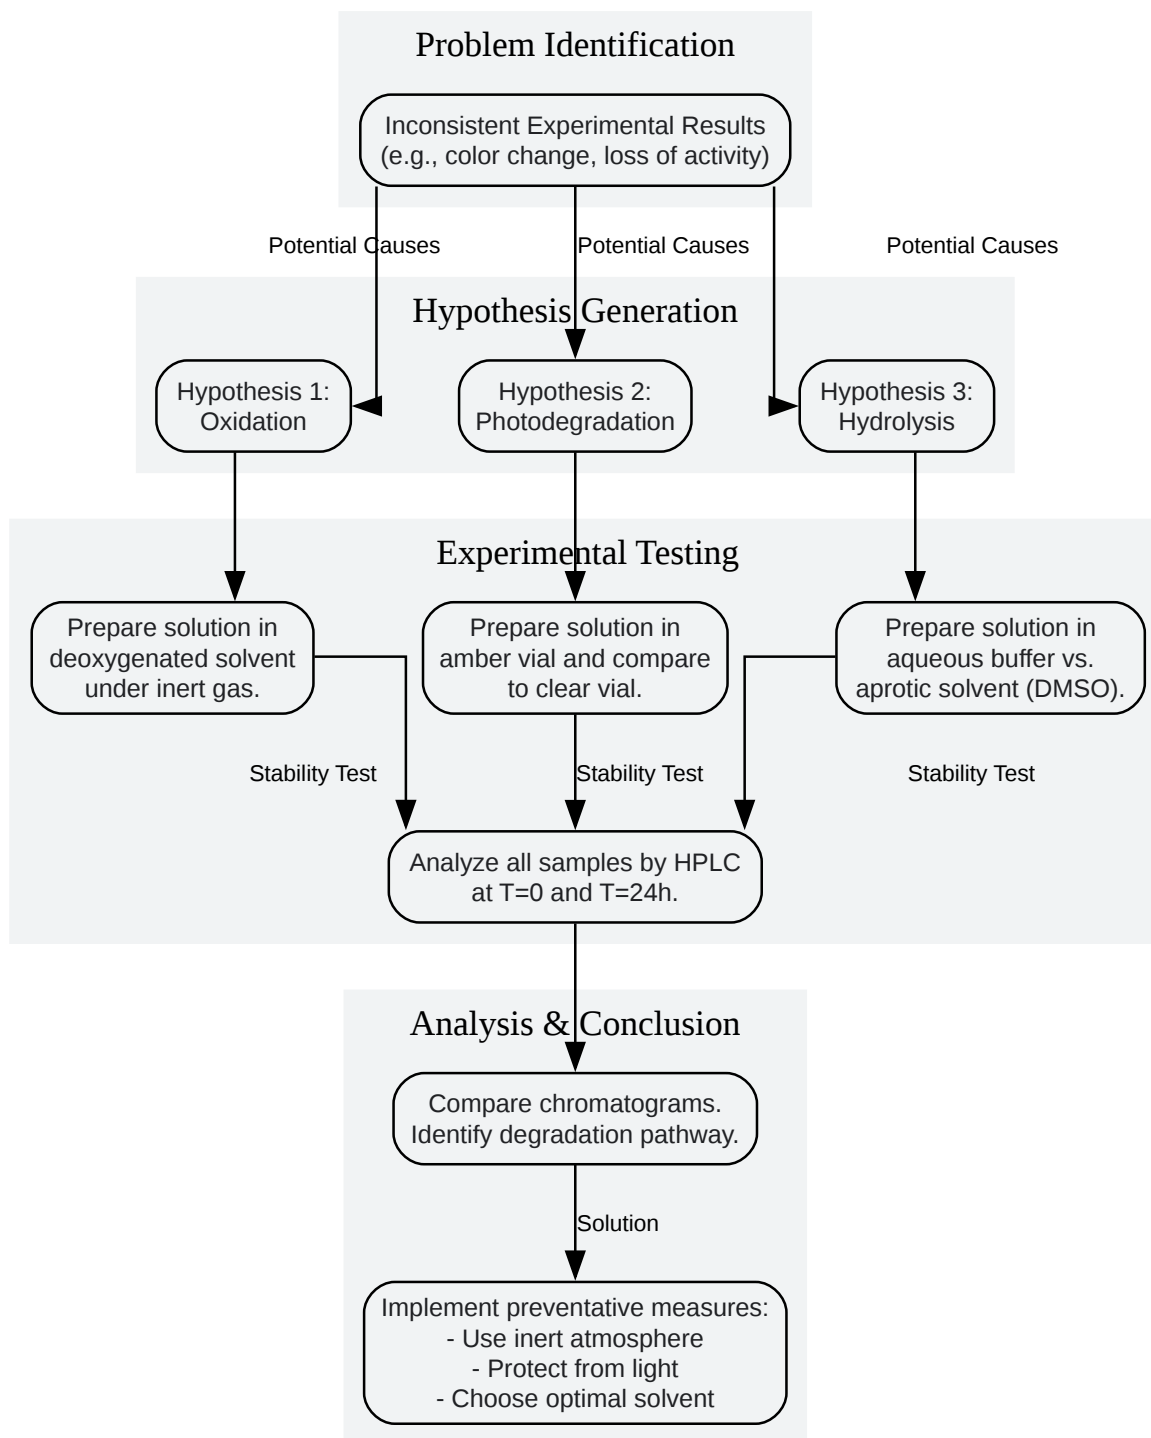 Problem Identification
Inconsistent Experimental Results
(e.g., color change, loss of activity)
Potential Causes
Potential Causes
Potential Causes
Hypothesis Generation
Hypothesis 1:
Oxidation
Hypothesis 2:
Photodegradation
Hypothesis 3:
Hydrolysis
Experimental Testing
Prepare solution in
deoxygenated solvent
under inert gas.
Prepare solution in
amber vial and compare
to clear vial.
Prepare solution in
aqueous buffer vs.
aprotic solvent (DMSO).
Stability Test
Stability Test
Stability Test
Analyze all samples by HPLC
at T=0 and T=24h.
Analysis & Conclusion
Compare chromatograms.
Identify degradation pathway.
Solution
Implement preventative measures:
- Use inert atmosphere
- Protect from light
- Choose optimal solvent